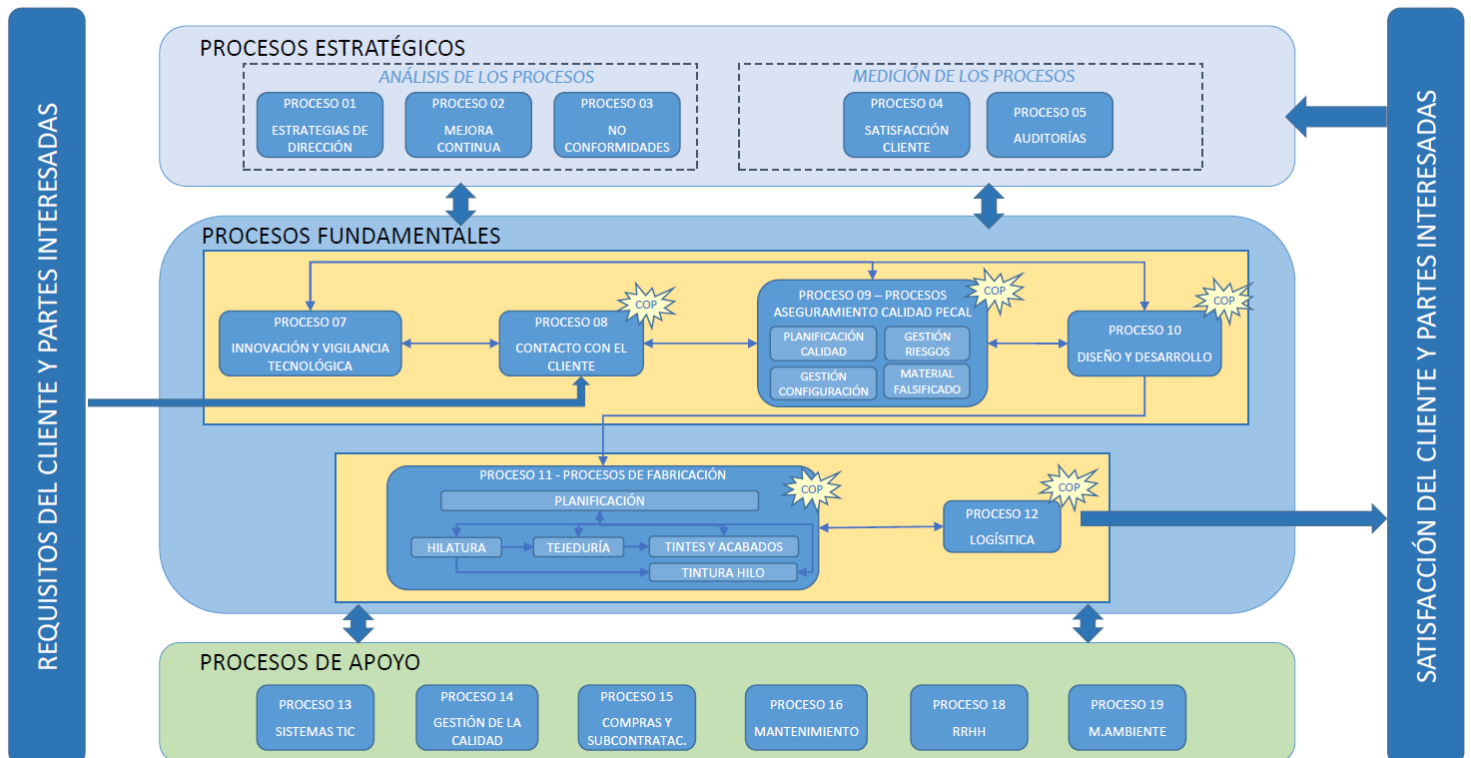 REQUISITOS DEL CLIENTE Y PARTES INTERESADAS
PROCESOS ESTRATÉGICOS
ANÁLISIS DE LOS PROCESOS
PROCESO 01
ESTRATEGIAS DE
DIRECCIÓN
PROCESO 02
MEJORA
CONTINUA
PROCESO 03
NO
CONFORMIDADES
MEDICIÓN DE LOS PROCESOS
PROCESO 04
SATISFACCIÓN
CLIENTE
PROCESO 05
AUDITORÍAS
PROCESOS FUNDAMENTALES
PROCESO 07
INNOVACIÓN Y VIGILANCIA
TECNOLÓGICA
COP
PROCESO 08
CONTACTO CON EL
CLIENTE
COP
PROCESO 09 – PROCESOS
ASEGURAMIENTO CALIDAD PECAL
PLANIFICACIÓN
CALIDAD
GESTIÓN
RIESGOS
GESTIÓN
CONFIGURACIÓN
MATERIAL
FALSIFICADO
COP
PROCESO 10
DISEÑO Y DESARROLLO
PROCESO 11 - PROCESOS DE FABRICACIÓN
COP
PLANIFICACIÓN
HILATURA
TEJEDURÍA
TINTES Y ACABADOS
TINTURA HILO
COP
PROCESO 12
LOGÍSITICA
PROCESOS DE APOYO
PROCESO 13
SISTEMAS TIC
PROCESO 14
GESTIÓN DE LA
CALIDAD
PROCESO 15
COMPRAS Y
SUBCONTRATAC.
PROCESO 16
MANTENIMIENTO
PROCESO 18
RRHH
PROCESO 19
M.AMBIENTE
SATISFACCIÓN DEL CLIENTE Y PARTES INTERESADAS